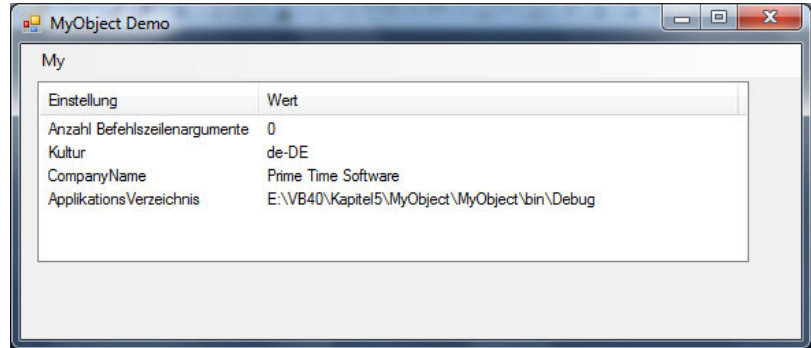 MyObject Demo
My
Einstellung Wert
Anzahl Befehlszeilenargumente 0
Kultur de-DE
CompanyName Prime Time Software
ApplikationsVerzeichnis E:\VB40\Kapitel5\MyObject\MyObject\bin\Debug